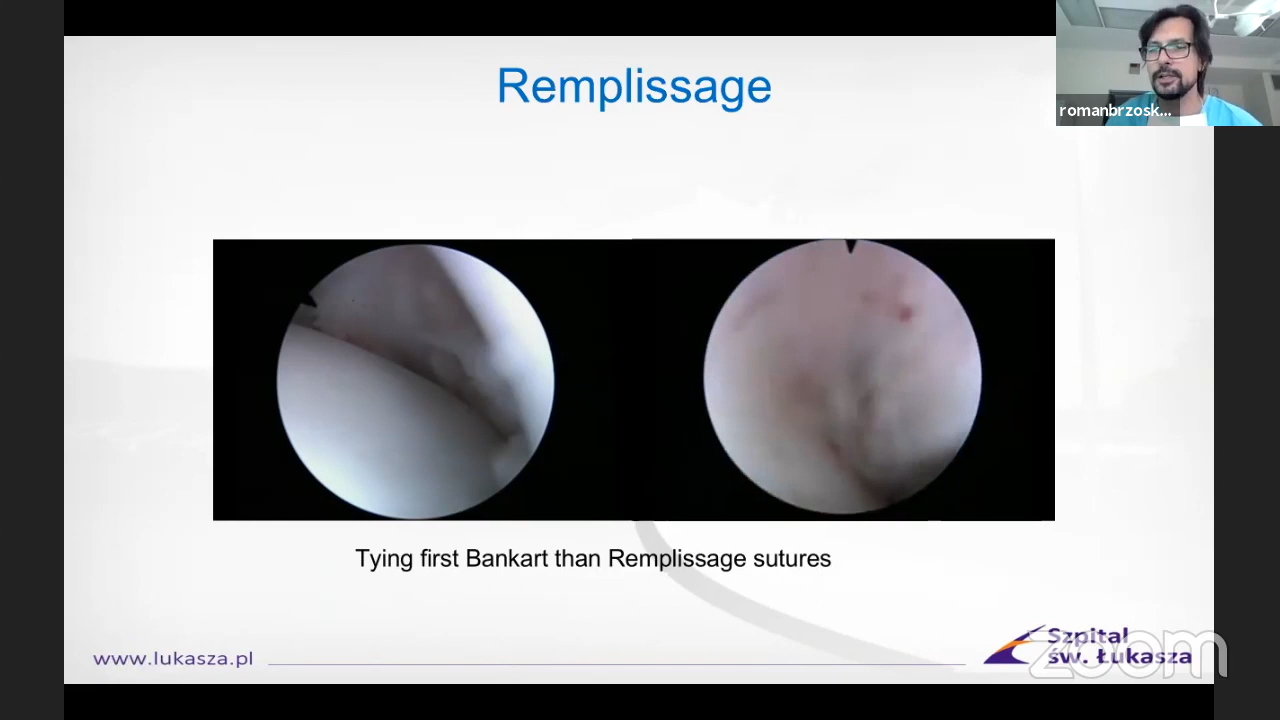 Remplissage
romanbrzosk...
Tying first Bankart than Remplissage sutures
www.lukasza.pl
Szpital
św. Łukasza
zoom